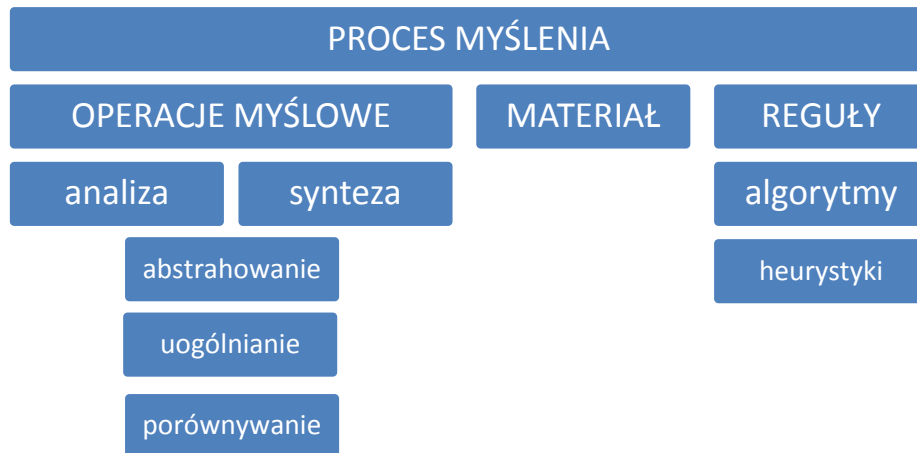 PROCES MYŚLENIA
OPERACJE MYŚLOWE
MATERIAŁ
REGUŁY
analiza
synteza
algorytmy
abstrahowanie
heurystyki
uogólnianie
porównywanie